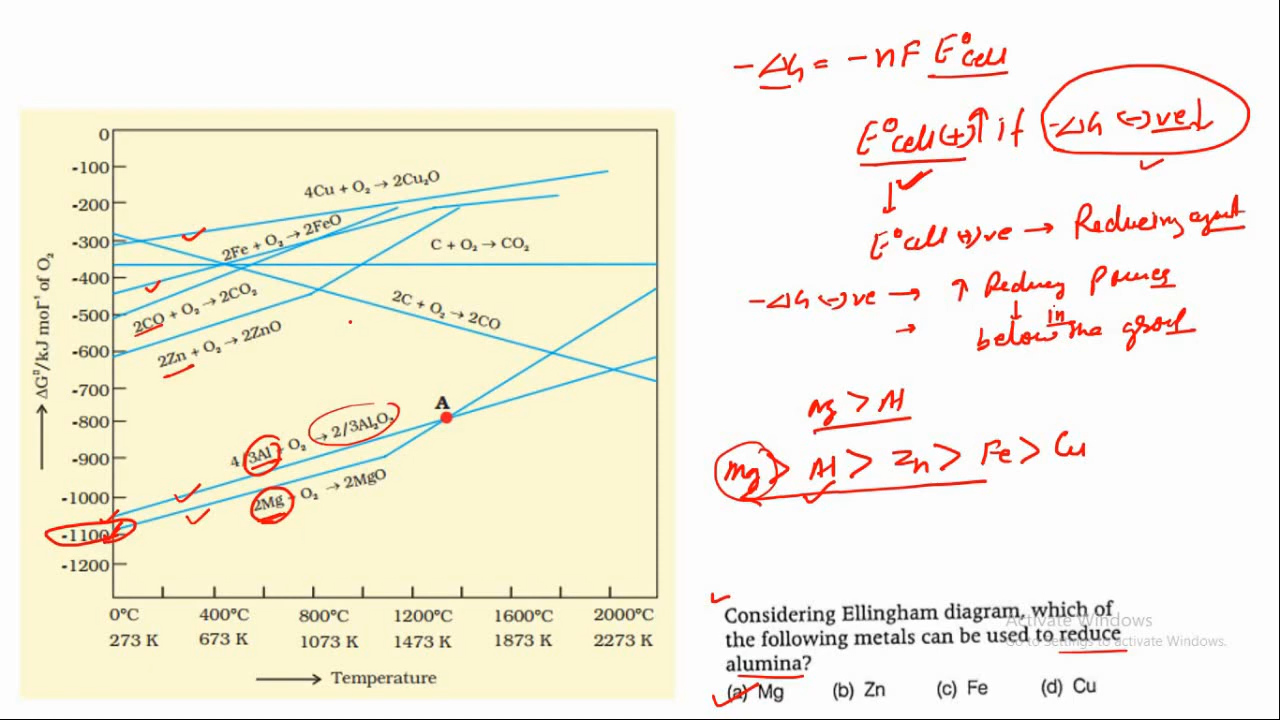 -ΔG = -nF E°cell
E°cell(+)↑ if -ΔG (-)ve↓
↓
E°cell (+)ve → Reducing agent
-ΔG (-)ve → ↑ Reducing Power
→ below in the graph
Mg > Al
Mg > Al > Zn > Fe > Cu
0
-100
-200
-300
-400
-500
-600
-700
-800
-900
-1000
-1100
-1200
ΔG⁰/kJ mol⁻¹ of O₂
4Cu + O₂ → 2Cu₂O
2Fe + O₂ → 2FeO
C + O₂ → CO₂
2CO + O₂ → 2CO₂
2C + O₂ → 2CO
2Zn + O₂ → 2ZnO
A
4/3Al + O₂ → 2/3Al₂O₃
2Mg + O₂ → 2MgO
0°C 400°C 800°C 1200°C 1600°C 2000°C
273 K 673 K 1073 K 1473 K 1873 K 2273 K
Temperature
Considering Ellingham diagram, which of
the following metals can be used to reduce
alumina?
(a) Mg (b) Zn (c) Fe (d) Cu
Activate Windows
Go to Settings to activate Windows.